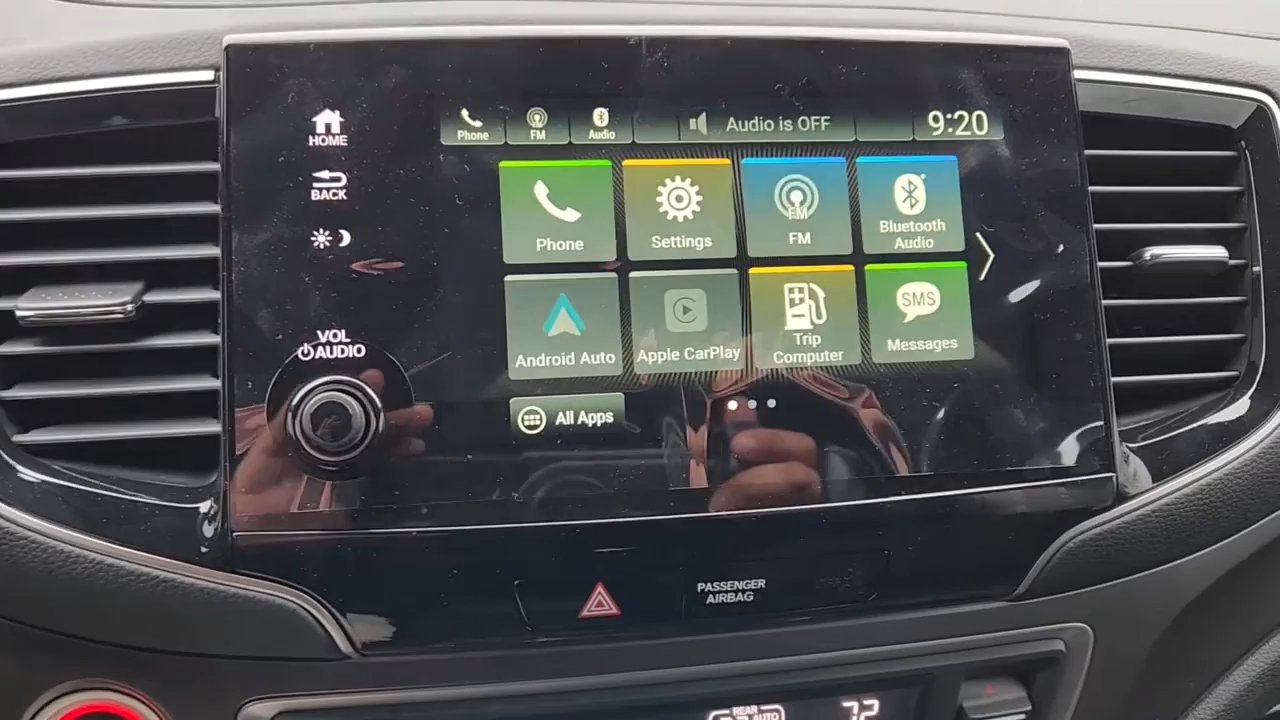 HOME
BACK
VOL
AUDIO
Phone
FM
Audio
Audio is OFF
9:20
Phone
Settings
FM
FM
Bluetooth
Audio
Android Auto
Apple CarPlay
Trip
Computer
SMS
Messages
All Apps
PASSENGER
AIRBAG
REAR
AUTO
72